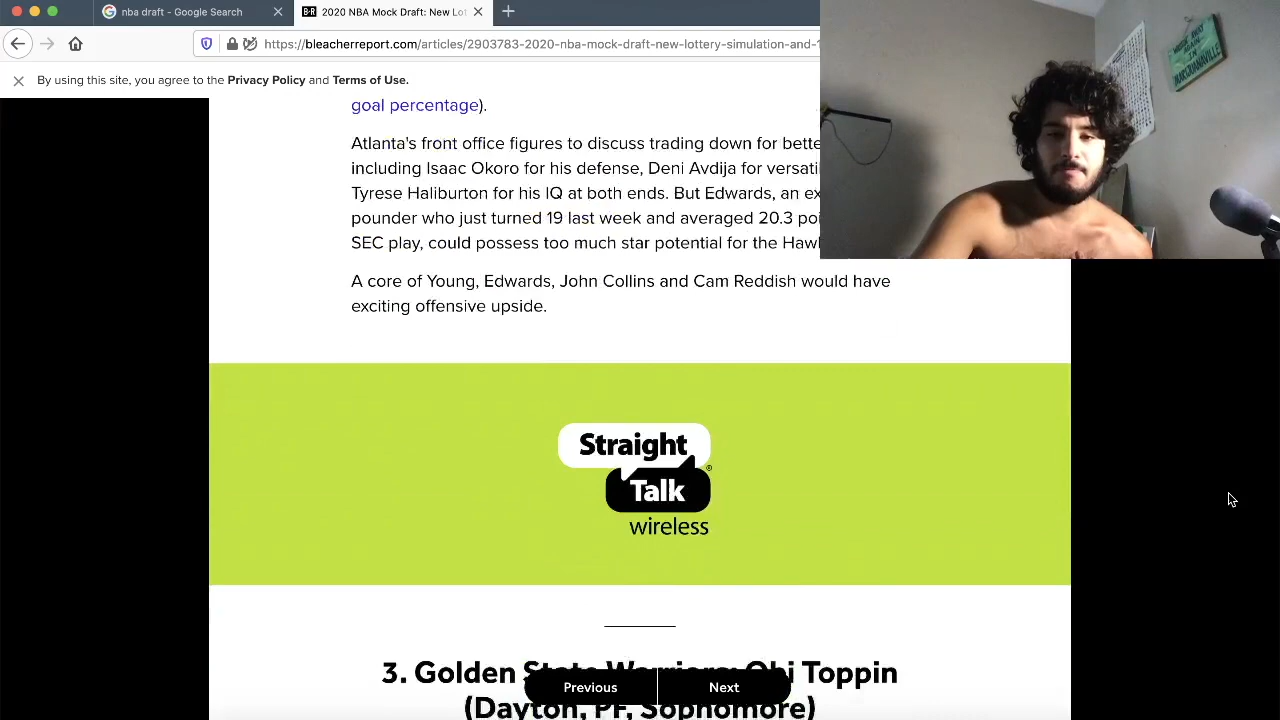 nba draft - Google Search
B·R 2020 NBA Mock Draft: New Lot
https://bleacherreport.com/articles/2903783-2020-nba-mock-draft-new-lottery-simulation-and-1
By using this site, you agree to the Privacy Policy and Terms of Use.
goal percentage).
Atlanta's front office figures to discuss trading down for bette
including Isaac Okoro for his defense, Deni Avdija for versatil
Tyrese Haliburton for his IQ at both ends. But Edwards, an ex
pounder who just turned 19 last week and averaged 20.3 poi
SEC play, could possess too much star potential for the Hawk
A core of Young, Edwards, John Collins and Cam Reddish would have
exciting offensive upside.
Straight
Talk®
wireless
3. Golden State Warriors: Obi Toppin
(Dayton, PF, Sophomore)
Previous Next